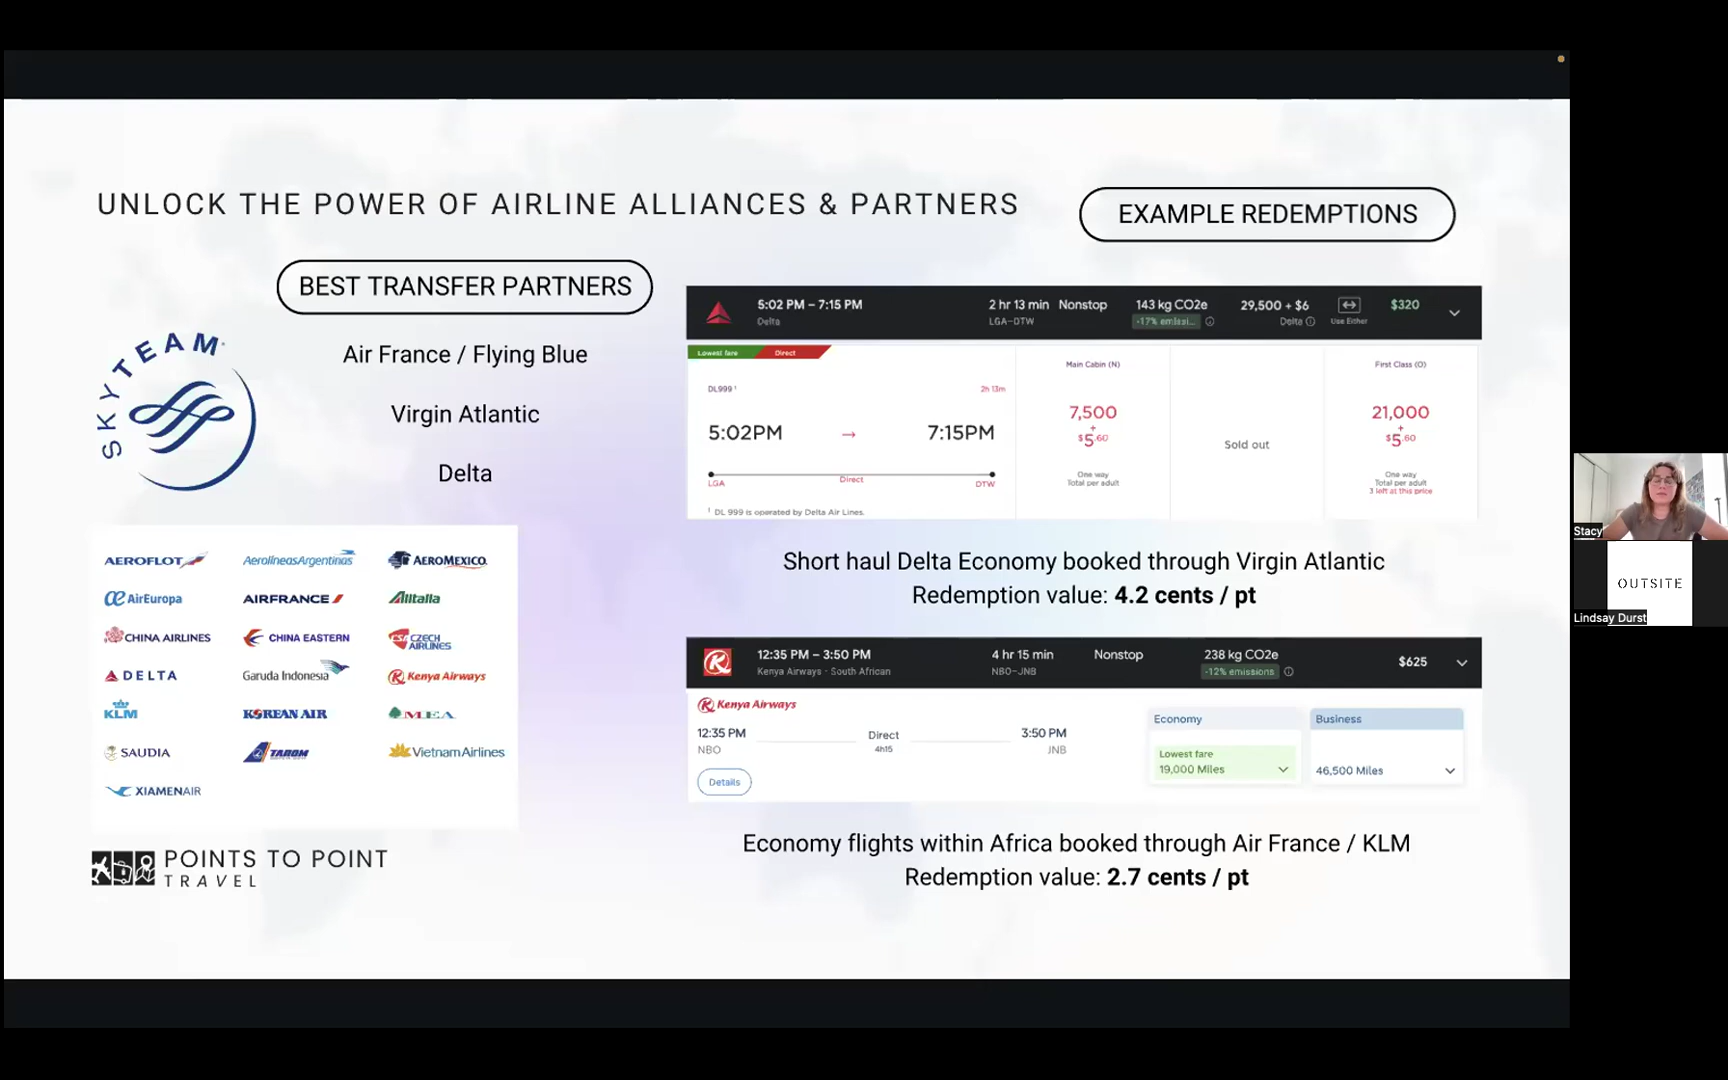 UNLOCK THE POWER OF AIRLINE ALLIANCES & PARTNERS
EXAMPLE REDEMPTIONS
BEST TRANSFER PARTNERS
SKYTEAM
Air France / Flying Blue
Virgin Atlantic
Delta
AEROFLOT
AerolíneasArgentinas
AEROMEXICO
AirEuropa
AIRFRANCE
Alitalia
CHINA AIRLINES
CHINA EASTERN
CSA CZECH AIRLINES
DELTA
Garuda Indonesia
Kenya Airways
KLM
KOREAN AIR
MEA
SAUDIA
TAROM
Vietnam Airlines
XIAMENAIR
POINTS TO POINT
TRAVEL
5:02 PM – 7:15 PM
Delta
2 hr 13 min
LGA–DTW
Nonstop
143 kg CO2e
-17% emissi...
29,500 + $6
Delta
Use Either
$320
Lowest fare
Direct
DL999 1
2h 13m
5:02PM → 7:15PM
LGA
Direct
DTW
1 DL 999 is operated by Delta Air Lines.
Main Cabin (N)
7,500
+
$5.60
One way
Total per adult
Sold out
First Class (O)
21,000
+
$5.60
One way
Total per adult
3 left at this price
Short haul Delta Economy booked through Virgin Atlantic
Redemption value: 4.2 cents / pt
12:35 PM – 3:50 PM
Kenya Airways · South African
4 hr 15 min
NBO–JNB
Nonstop
238 kg CO2e
-12% emissions
$625
Kenya Airways
12:35 PM
NBO
Direct
4h15
3:50 PM
JNB
Details
Economy
Lowest fare
19,000 Miles
Business
46,500 Miles
Economy flights within Africa booked through Air France / KLM
Redemption value: 2.7 cents / pt
Stacy
OUTSITE
Lindsay Durst